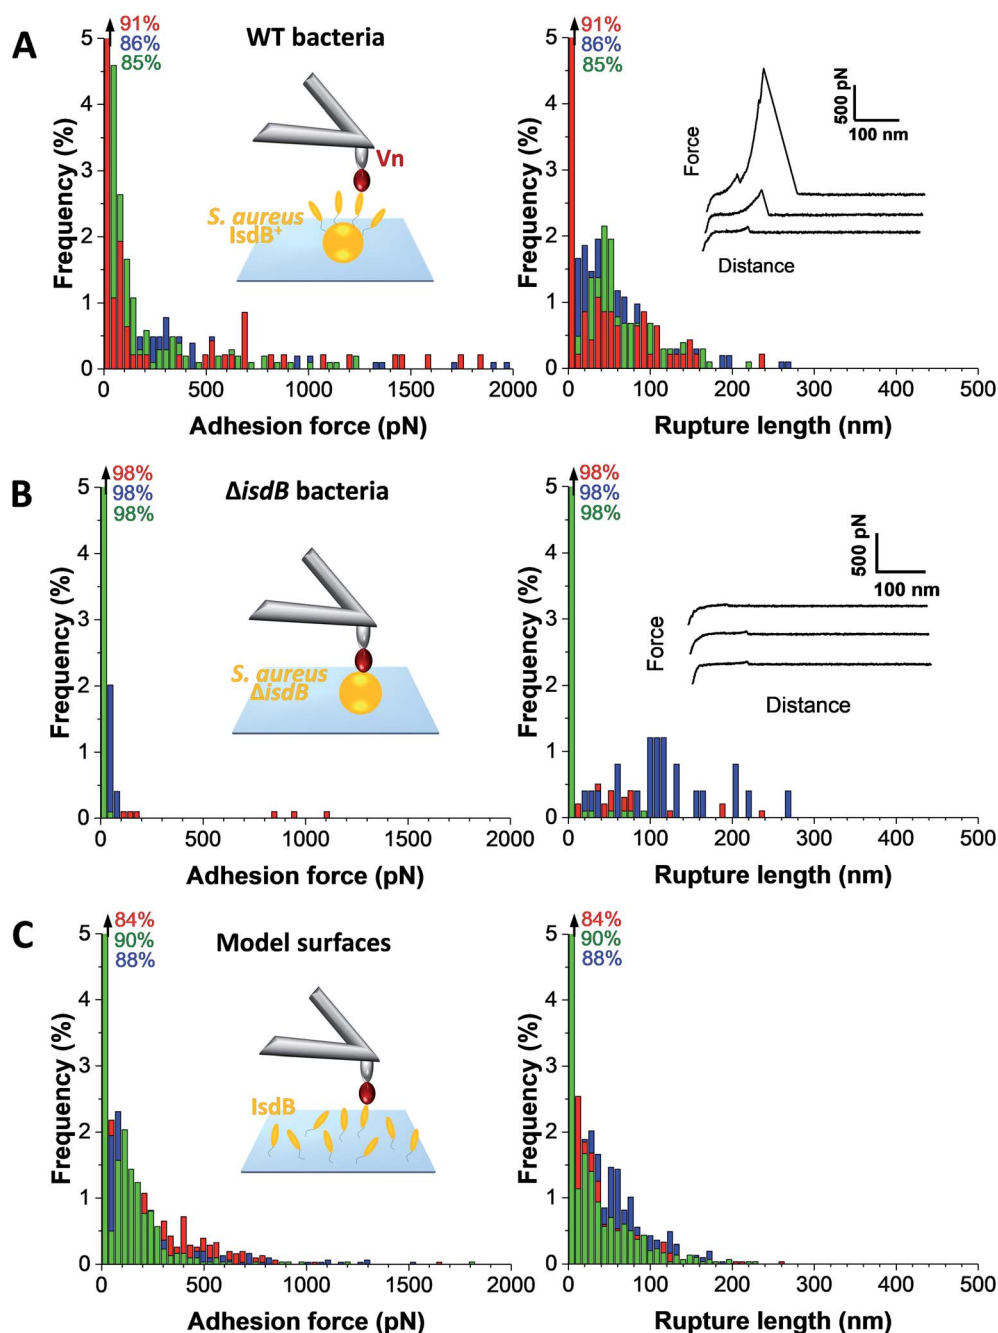 A
91%
86%
85%
WT bacteria
Vn
S. aureus
IsdB+
Frequency (%)
5
4
3
2
1
0
0
500
1000
1500
2000
Adhesion force (pN)
91%
86%
85%
500 pN
100 nm
Force
Distance
Frequency (%)
5
4
3
2
1
0
0
100
200
300
400
500
Rupture length (nm)
B
98%
98%
98%
ΔisdB bacteria
S. aureus
ΔisdB
Frequency (%)
5
4
3
2
1
0
0
500
1000
1500
2000
Adhesion force (pN)
98%
98%
98%
500 pN
100 nm
Force
Distance
Frequency (%)
5
4
3
2
1
0
0
100
200
300
400
500
Rupture length (nm)
C
84%
90%
88%
Model surfaces
IsdB
Frequency (%)
5
4
3
2
1
0
0
500
1000
1500
2000
Adhesion force (pN)
84%
90%
88%
Frequency (%)
5
4
3
2
1
0
0
100
200
300
400
500
Rupture length (nm)